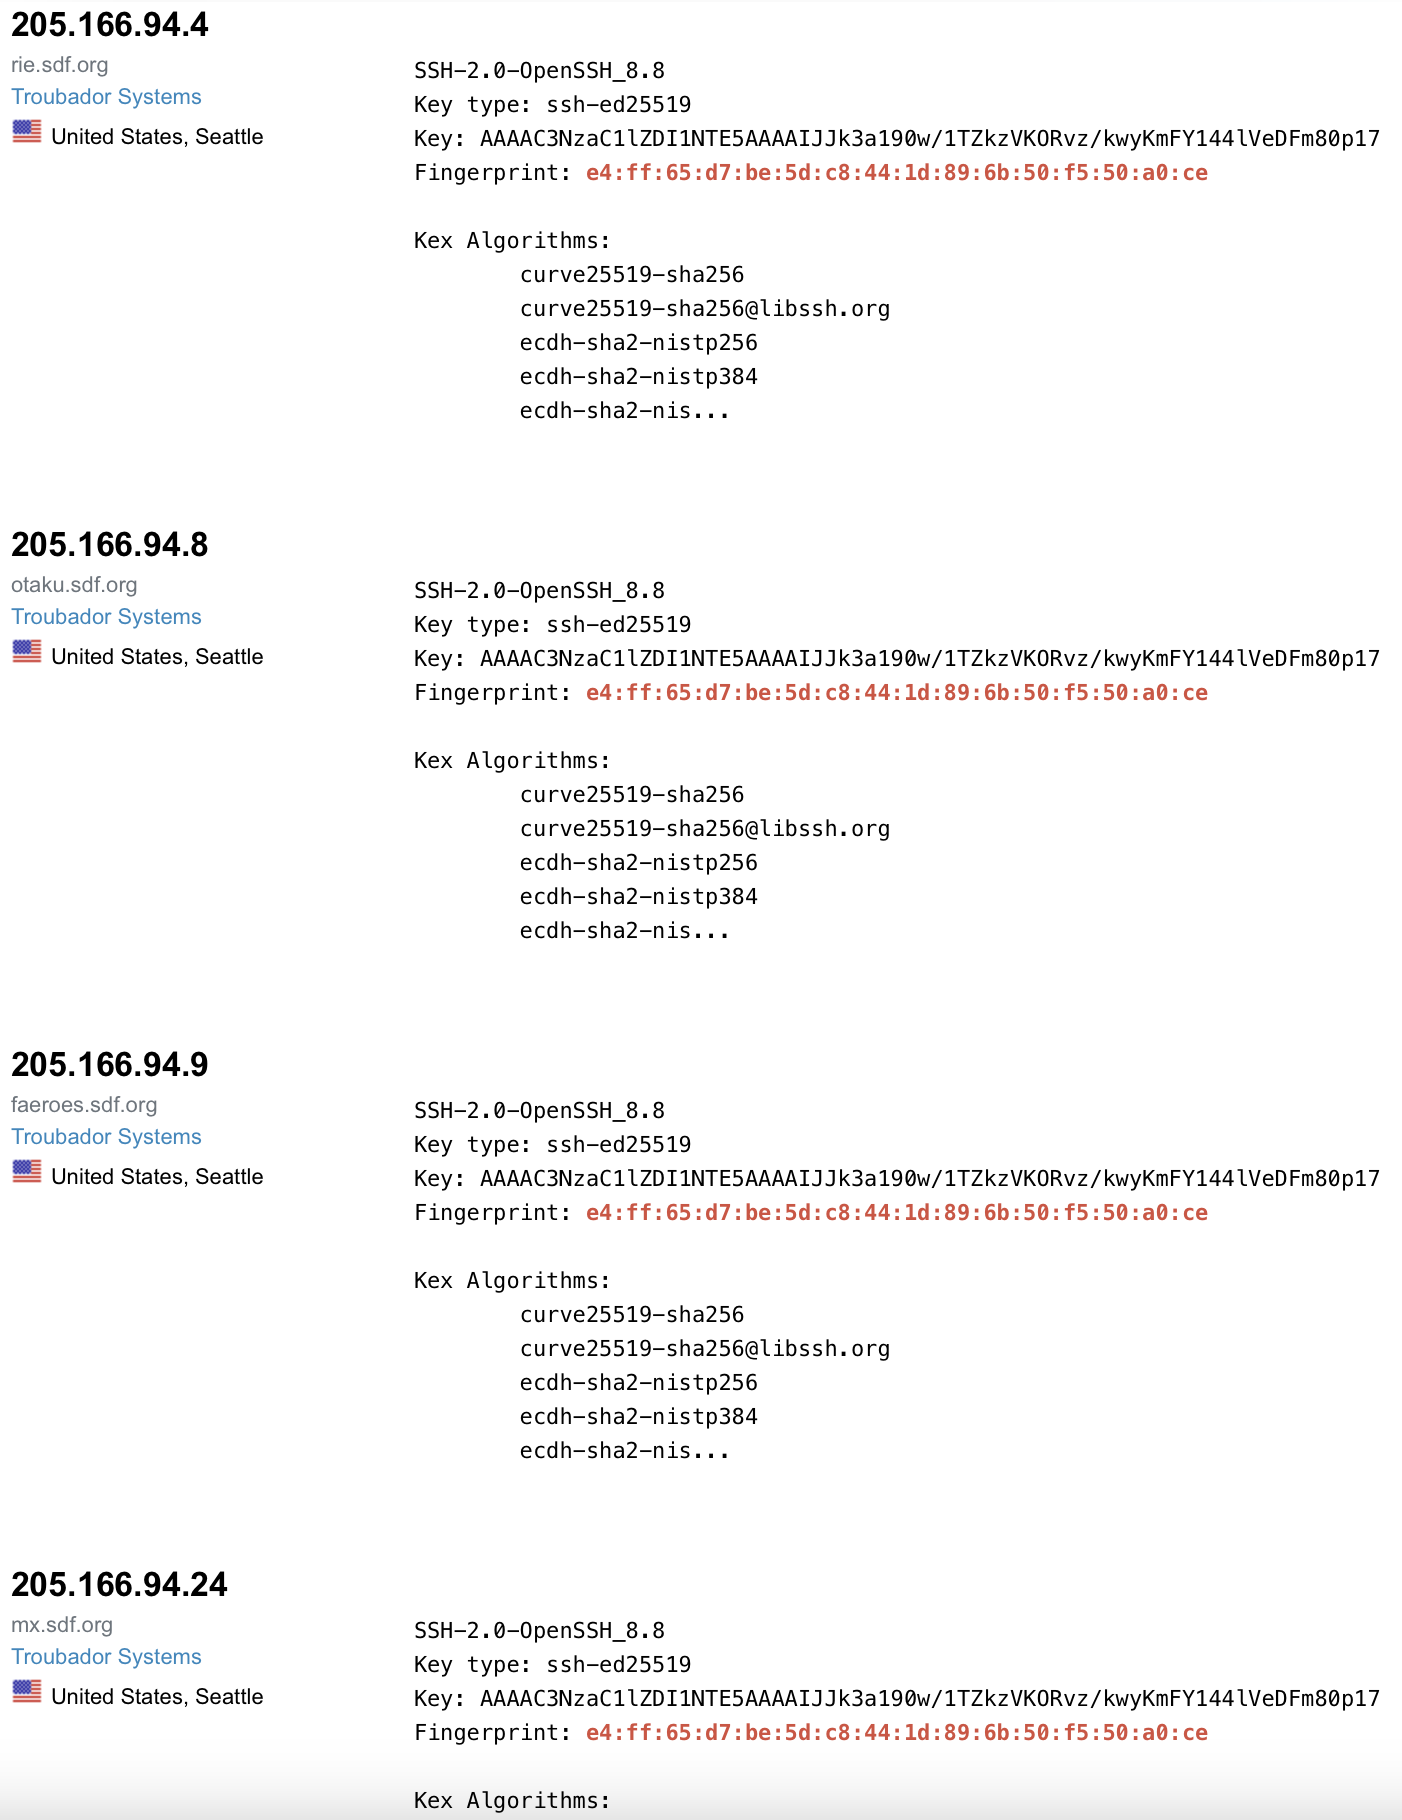 205.166.94.4
rie.sdf.org
Troubador Systems
United States, Seattle
SSH-2.0-OpenSSH_8.8
Key type: ssh-ed25519
Key: AAAAC3NzaC1lZDI1NTE5AAAAIJJk3a190w/1TZkzVKORvz/kwyKmFY144lVeDFm80p17
Fingerprint: e4:ff:65:d7:be:5d:c8:44:1d:89:6b:50:f5:50:a0:ce
Kex Algorithms:
curve25519-sha256
curve25519-sha256@libssh.org
ecdh-sha2-nistp256
ecdh-sha2-nistp384
ecdh-sha2-nis...
205.166.94.8
otaku.sdf.org
Troubador Systems
United States, Seattle
SSH-2.0-OpenSSH_8.8
Key type: ssh-ed25519
Key: AAAAC3NzaC1lZDI1NTE5AAAAIJJk3a190w/1TZkzVKORvz/kwyKmFY144lVeDFm80p17
Fingerprint: e4:ff:65:d7:be:5d:c8:44:1d:89:6b:50:f5:50:a0:ce
Kex Algorithms:
curve25519-sha256
curve25519-sha256@libssh.org
ecdh-sha2-nistp256
ecdh-sha2-nistp384
ecdh-sha2-nis...
205.166.94.9
faeroes.sdf.org
Troubador Systems
United States, Seattle
SSH-2.0-OpenSSH_8.8
Key type: ssh-ed25519
Key: AAAAC3NzaC1lZDI1NTE5AAAAIJJk3a190w/1TZkzVKORvz/kwyKmFY144lVeDFm80p17
Fingerprint: e4:ff:65:d7:be:5d:c8:44:1d:89:6b:50:f5:50:a0:ce
Kex Algorithms:
curve25519-sha256
curve25519-sha256@libssh.org
ecdh-sha2-nistp256
ecdh-sha2-nistp384
ecdh-sha2-nis...
205.166.94.24
mx.sdf.org
Troubador Systems
United States, Seattle
SSH-2.0-OpenSSH_8.8
Key type: ssh-ed25519
Key: AAAAC3NzaC1lZDI1NTE5AAAAIJJk3a190w/1TZkzVKORvz/kwyKmFY144lVeDFm80p17
Fingerprint: e4:ff:65:d7:be:5d:c8:44:1d:89:6b:50:f5:50:a0:ce
Kex Algorithms: